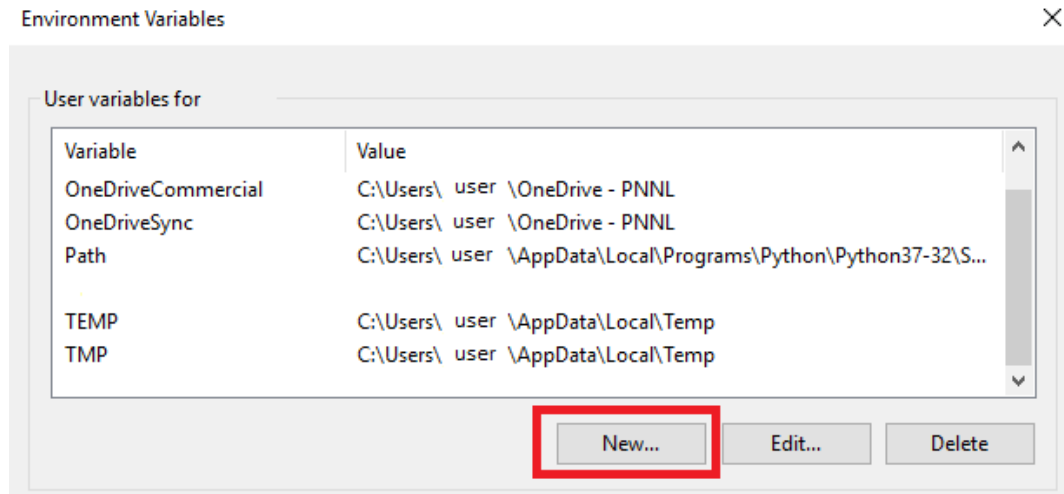 Environment Variables
User variables for
Variable Value
OneDriveCommercial C:\Users\ user \OneDrive - PNNL
OneDriveSync C:\Users\ user \OneDrive - PNNL
Path C:\Users\ user \AppData\Local\Programs\Python\Python37-32\S...
TEMP C:\Users\ user \AppData\Local\Temp
TMP C:\Users\ user \AppData\Local\Temp
New... Edit... Delete